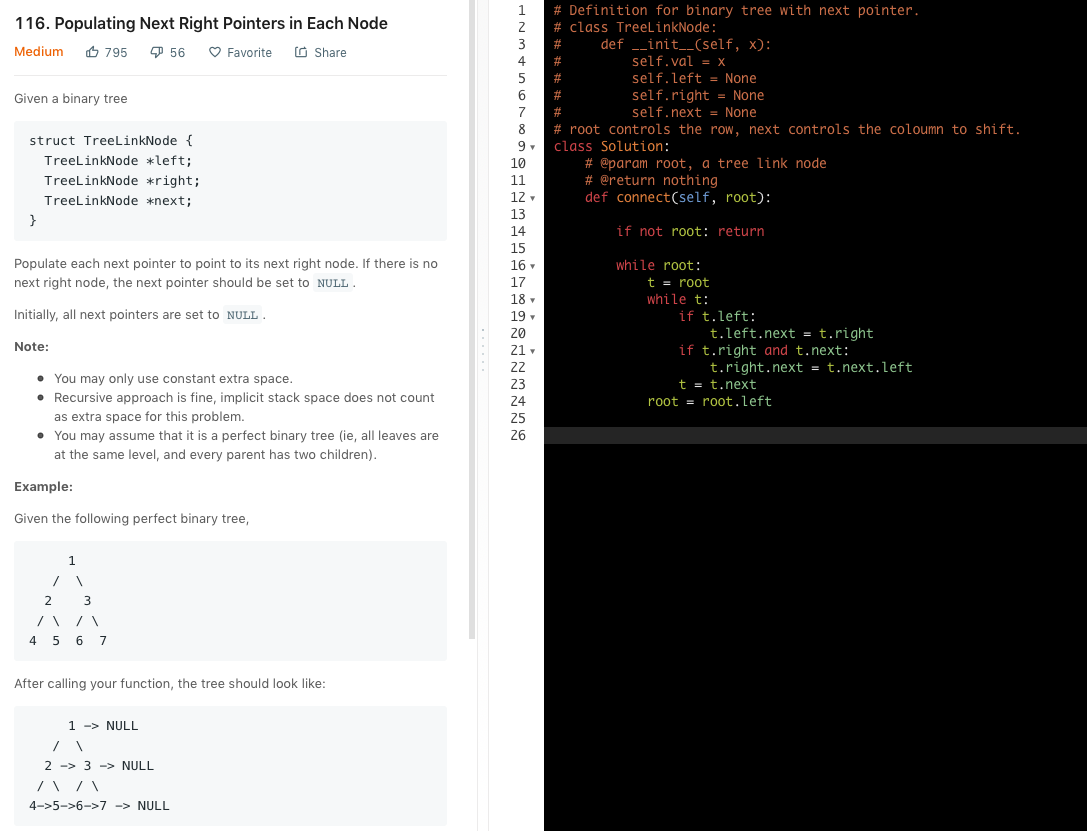 116. Populating Next Right Pointers in Each Node
Medium 795 56 Favorite Share
Given a binary tree
struct TreeLinkNode {
  TreeLinkNode *left;
  TreeLinkNode *right;
  TreeLinkNode *next;
}
Populate each next pointer to point to its next right node. If there is no
next right node, the next pointer should be set to NULL.
Initially, all next pointers are set to NULL.
Note:
• You may only use constant extra space.
• Recursive approach is fine, implicit stack space does not count
as extra space for this problem.
• You may assume that it is a perfect binary tree (ie, all leaves are
at the same level, and every parent has two children).
Example:
Given the following perfect binary tree,
     1
   /  \
  2    3
 / \  / \
4  5  6  7
After calling your function, the tree should look like:
     1 -> NULL
   /  \
  2 -> 3 -> NULL
 / \  / \
4->5->6->7 -> NULL
1 # Definition for binary tree with next pointer.
2 # class TreeLinkNode:
3 #     def __init__(self, x):
4 #         self.val = x
5 #         self.left = None
6 #         self.right = None
7 #         self.next = None
8 # root controls the row, next controls the coloumn to shift.
9 class Solution:
10     # @param root, a tree link node
11     # @return nothing
12     def connect(self, root):
13
14         if not root: return
15
16         while root:
17             t = root
18             while t:
19                 if t.left:
20                     t.left.next = t.right
21                 if t.right and t.next:
22                     t.right.next = t.next.left
23                 t = t.next
24             root = root.left
25
26